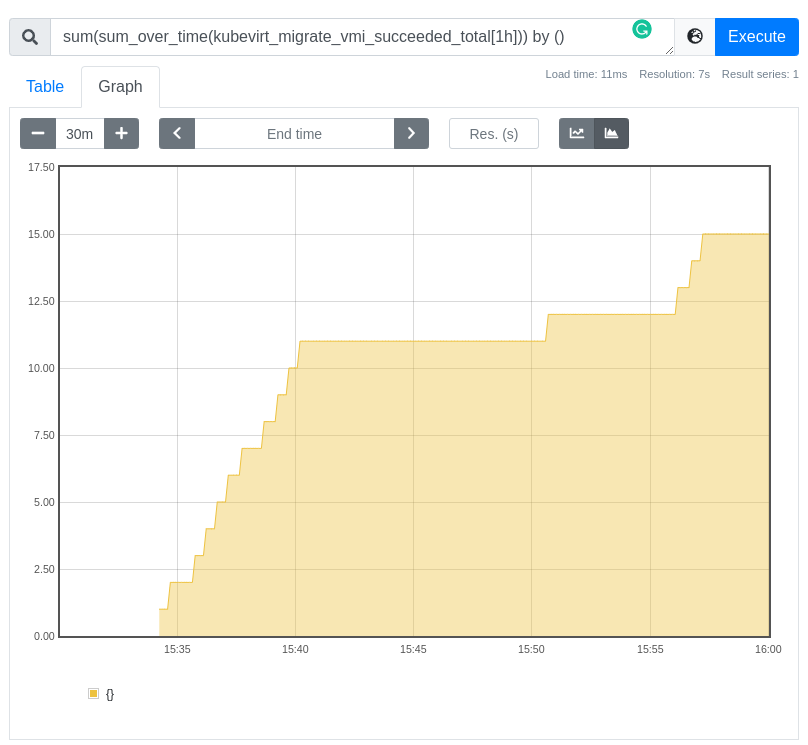 sum(sum_over_time(kubevirt_migrate_vmi_succeeded_total[1h])) by ()
Execute
Load time: 11ms Resolution: 7s Result series: 1
Table Graph
30m End time Res. (s)
17.50
15.00
12.50
10.00
7.50
5.00
2.50
0.00
15:35 15:40 15:45 15:50 15:55 16:00
{}